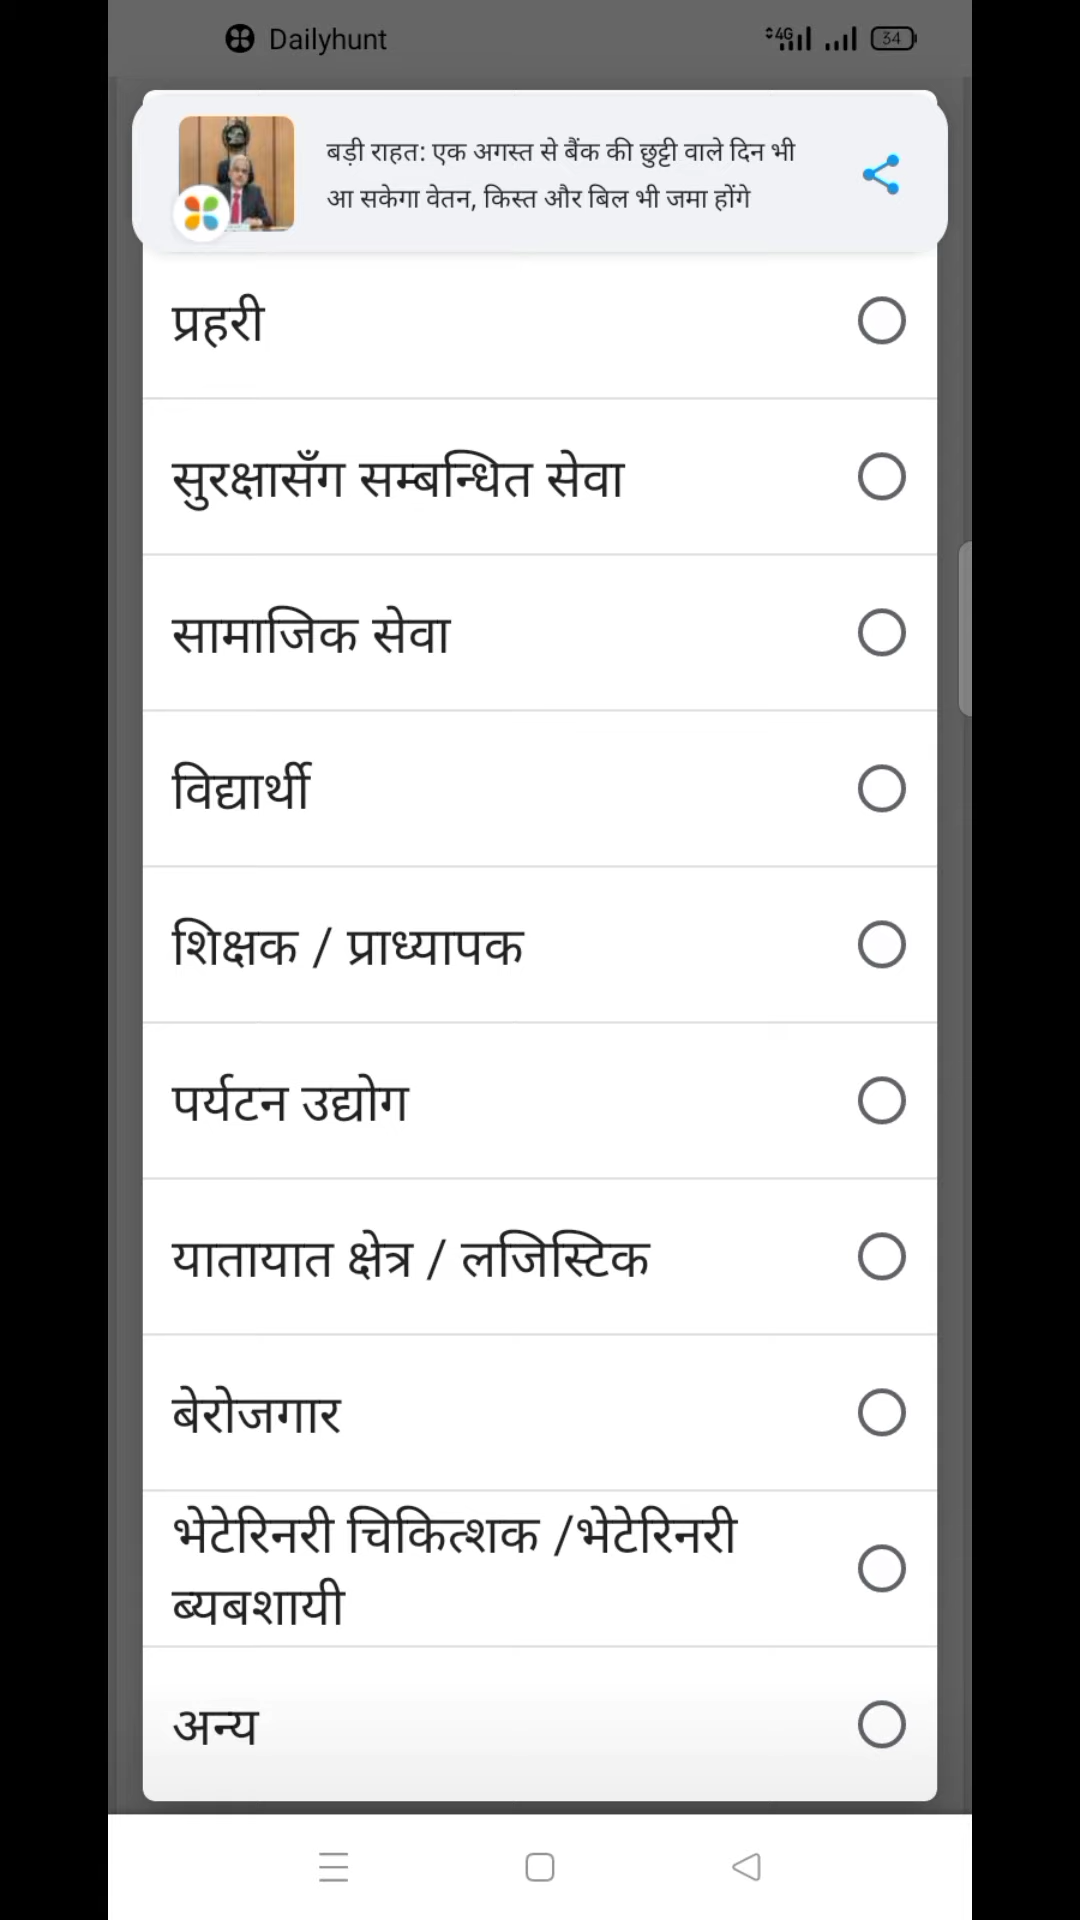 Dailyhunt
4G
34
बड़ी राहत: एक अगस्त से बैंक की छुट्टी वाले दिन भी
आ सकेगा वेतन, किस्त और बिल भी जमा होंगे
प्रहरी
सुरक्षासँग सम्बन्धित सेवा
सामाजिक सेवा
विद्यार्थी
शिक्षक / प्राध्यापक
पर्यटन उद्योग
यातायात क्षेत्र / लजिस्टिक
बेरोजगार
भेटेरिनरी चिकित्शक /भेटेरिनरी
ब्यबशायी
अन्य